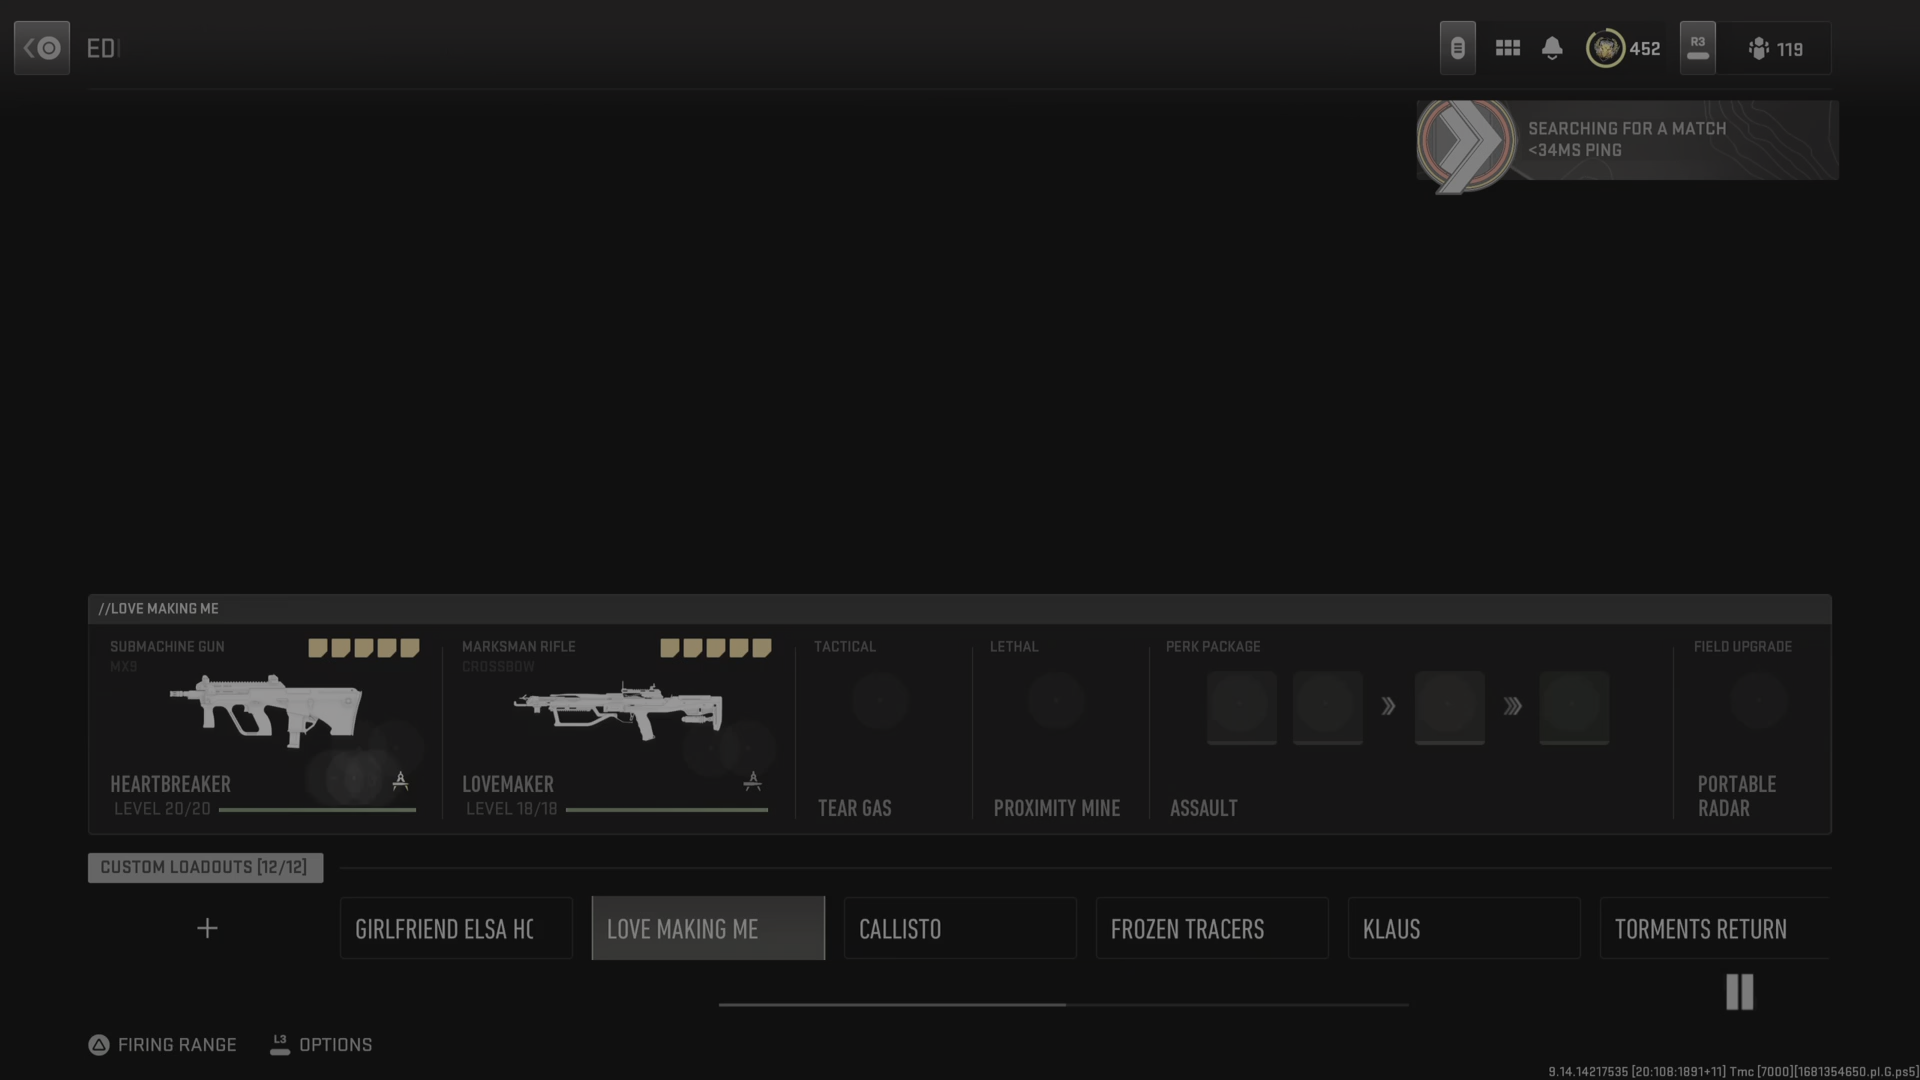 ED
452
R3
119
SEARCHING FOR A MATCH
<34MS PING
//LOVE MAKING ME
SUBMACHINE GUN
MX9
HEARTBREAKER
LEVEL 20/20
MARKSMAN RIFLE
CROSSBOW
LOVEMAKER
LEVEL 18/18
TACTICAL
TEAR GAS
LETHAL
PROXIMITY MINE
PERK PACKAGE
ASSAULT
FIELD UPGRADE
PORTABLE
RADAR
CUSTOM LOADOUTS [12/12]
GIRLFRIEND ELSA HO
LOVE MAKING ME
CALLISTO
FROZEN TRACERS
KLAUS
TORMENTS RETURN
FIRING RANGE
L3
OPTIONS
9.14.14217535 [20:108:1891+11] Tmc [7000][1681354650.pl.G.ps5]